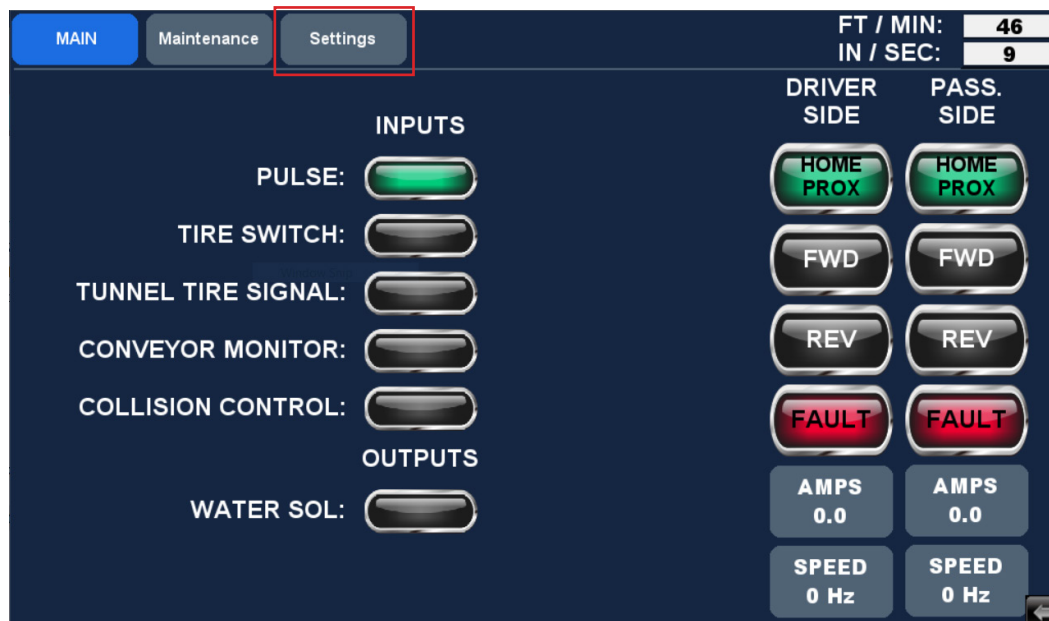 MAIN
Maintenance
Settings
FT / MIN: 46
IN / SEC: 9
DRIVER SIDE
PASS. SIDE
INPUTS
PULSE:
TIRE SWITCH:
TUNNEL TIRE SIGNAL:
CONVEYOR MONITOR:
COLLISION CONTROL:
OUTPUTS
WATER SOL:
HOME PROX
HOME PROX
FWD
FWD
REV
REV
FAULT
FAULT
AMPS
0.0
AMPS
0.0
SPEED
0 Hz
SPEED
0 Hz